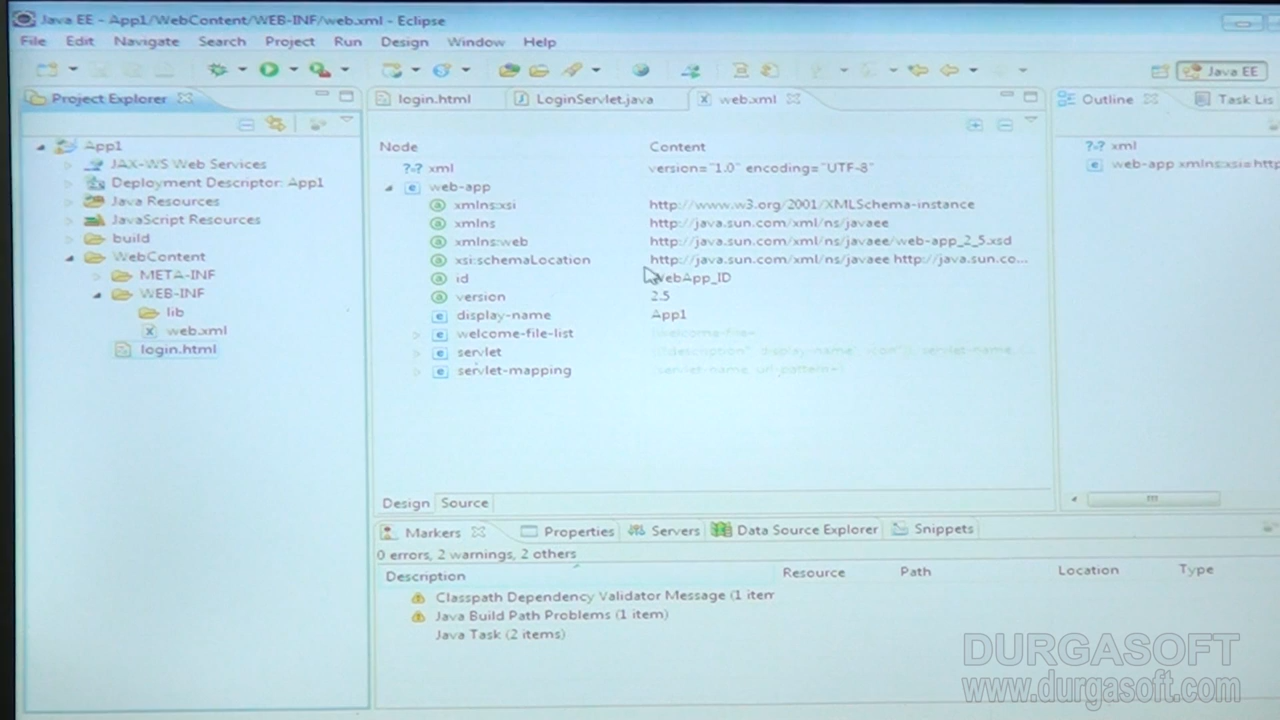 Java EE - App1/WebContent/WEB-INF/web.xml - Eclipse
File Edit Navigate Search Project Run Design Window Help
Java EE
Project Explorer
App1
JAX-WS Web Services
Deployment Descriptor: App1
Java Resources
JavaScript Resources
build
WebContent
META-INF
WEB-INF
lib
web.xml
login.html
login.html LoginServlet.java web.xml
Node Content
?-? xml version="1.0" encoding="UTF-8"
web-app
xmlns:xsi http://www.w3.org/2001/XMLSchema-instance
xmlns http://java.sun.com/xml/ns/javaee
xmlns:web http://java.sun.com/xml/ns/javaee/web-app_2_5.xsd
xsi:schemaLocation http://java.sun.com/xml/ns/javaee http://java.sun.co...
id WebApp_ID
version 2.5
display-name App1
welcome-file-list (welcome-file+
servlet
servlet-mapping
Design Source
Outline Task Lis
?-? xml
web-app xmlns:xsi=http
Markers Properties Servers Data Source Explorer Snippets
0 errors, 2 warnings, 2 others
Description Resource Path Location Type
Classpath Dependency Validator Message (1 item
Java Build Path Problems (1 item)
Java Task (2 items)
DURGASOFT
www.durgasoft.com